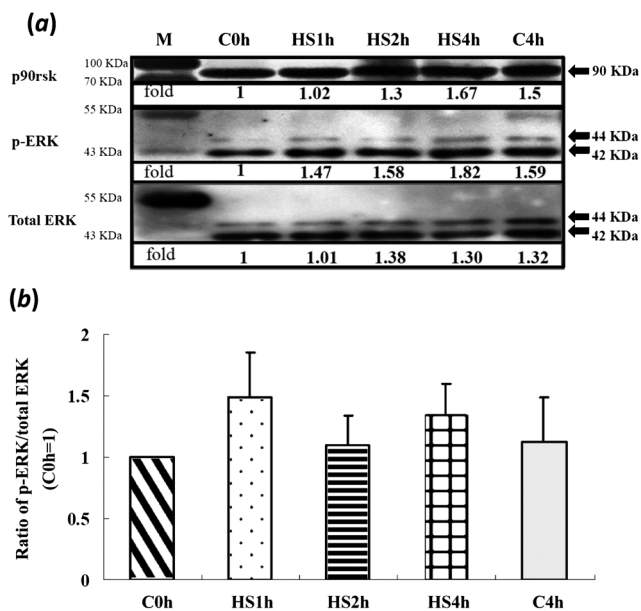 (a)
M C0h HS1h HS2h HS4h C4h
100 KDa
p90rsk
70 KDa
90 KDa
fold 1 1.02 1.3 1.67 1.5
55 KDa
p-ERK
44 KDa
43 KDa
42 KDa
fold 1 1.47 1.58 1.82 1.59
55 KDa
Total ERK
44 KDa
43 KDa
42 KDa
fold 1 1.01 1.38 1.30 1.32
(b)
Ratio of p-ERK/total ERK
((C0h=1)
2
1.5
1
0.5
0
C0h HS1h HS2h HS4h C4h